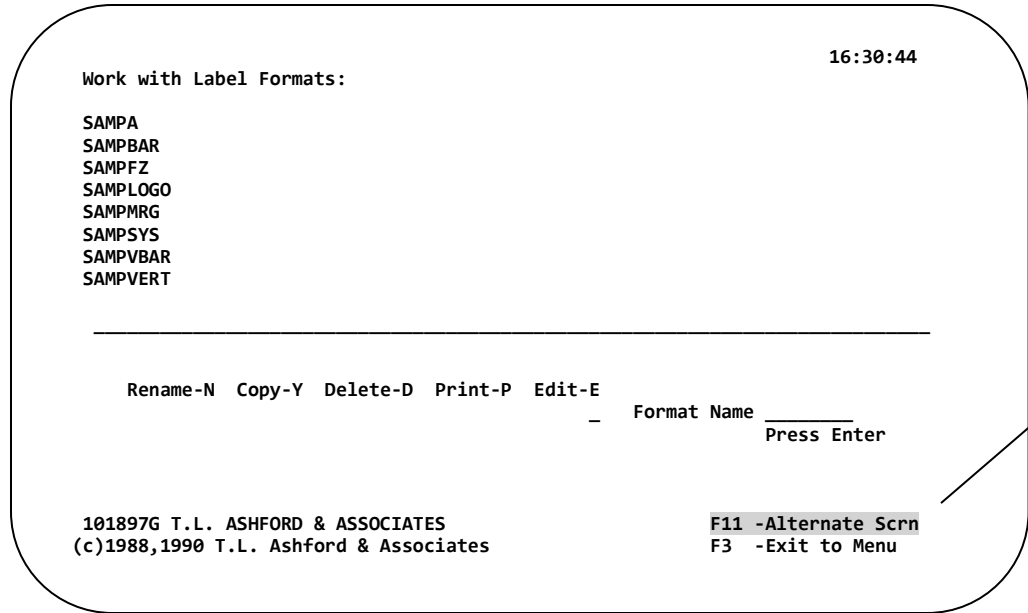 16:30:44
Work with Label Formats:
SAMPA
SAMPBAR
SAMPFZ
SAMPLOGO
SAMPMRG
SAMPSYS
SAMPVBAR
SAMPVERT
Rename-N Copy-Y Delete-D Print-P Edit-E
_ Format Name ________
Press Enter
101897G T.L. ASHFORD & ASSOCIATES F11 -Alternate Scrn
(c)1988,1990 T.L. Ashford & Associates F3 -Exit to Menu